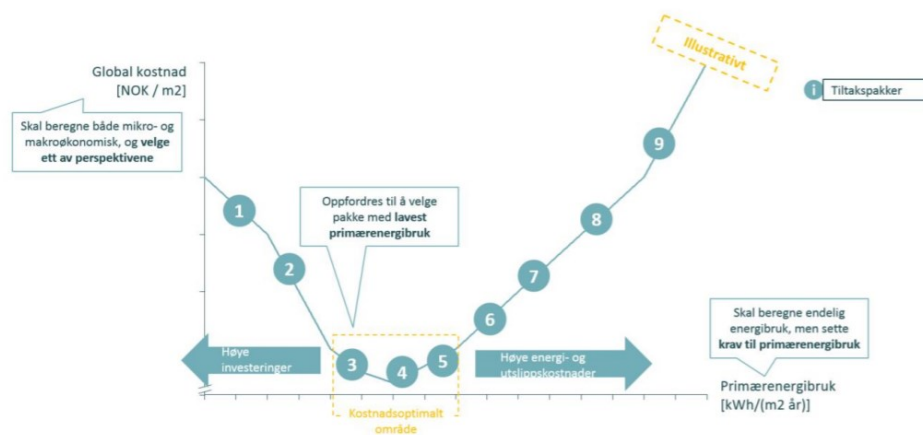 Illustrativt
Global kostnad
[NOK / m2]
i Tiltakspakker
Skal beregne både mikro- og
makroøkonomisk, og velge
ett av perspektivene
9
Oppfordres til å velge
pakke med lavest
primærenergibruk
1
8
2
7
6
Skal beregne endelig
energibruk, men sette
krav til primærenergibruk
Høye
investeringer
3
4
5
Høye energi- og
utslippskostnader
Primærenergibruk
[kWh/(m2 år)]
Kostnadsoptimalt
område